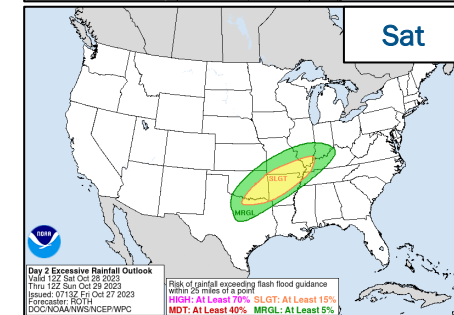 Sat
SLGT
MRGL
NOAA
Day 2 Excessive Rainfall Outlook
Valid 12Z Sat Oct 28 2023
Thru 12Z Sun Oct 29 2023
Issued: 0713Z Fri Oct 27 2023
Forecaster: ROTH
DOC/NOAA/NWS/NCEP/WPC
Risk of rainfall exceeding flash flood guidance
within 25 miles of a point
HIGH: At Least 70% SLGT: At Least 15%
MDT: At Least 40% MRGL: At Least 5%